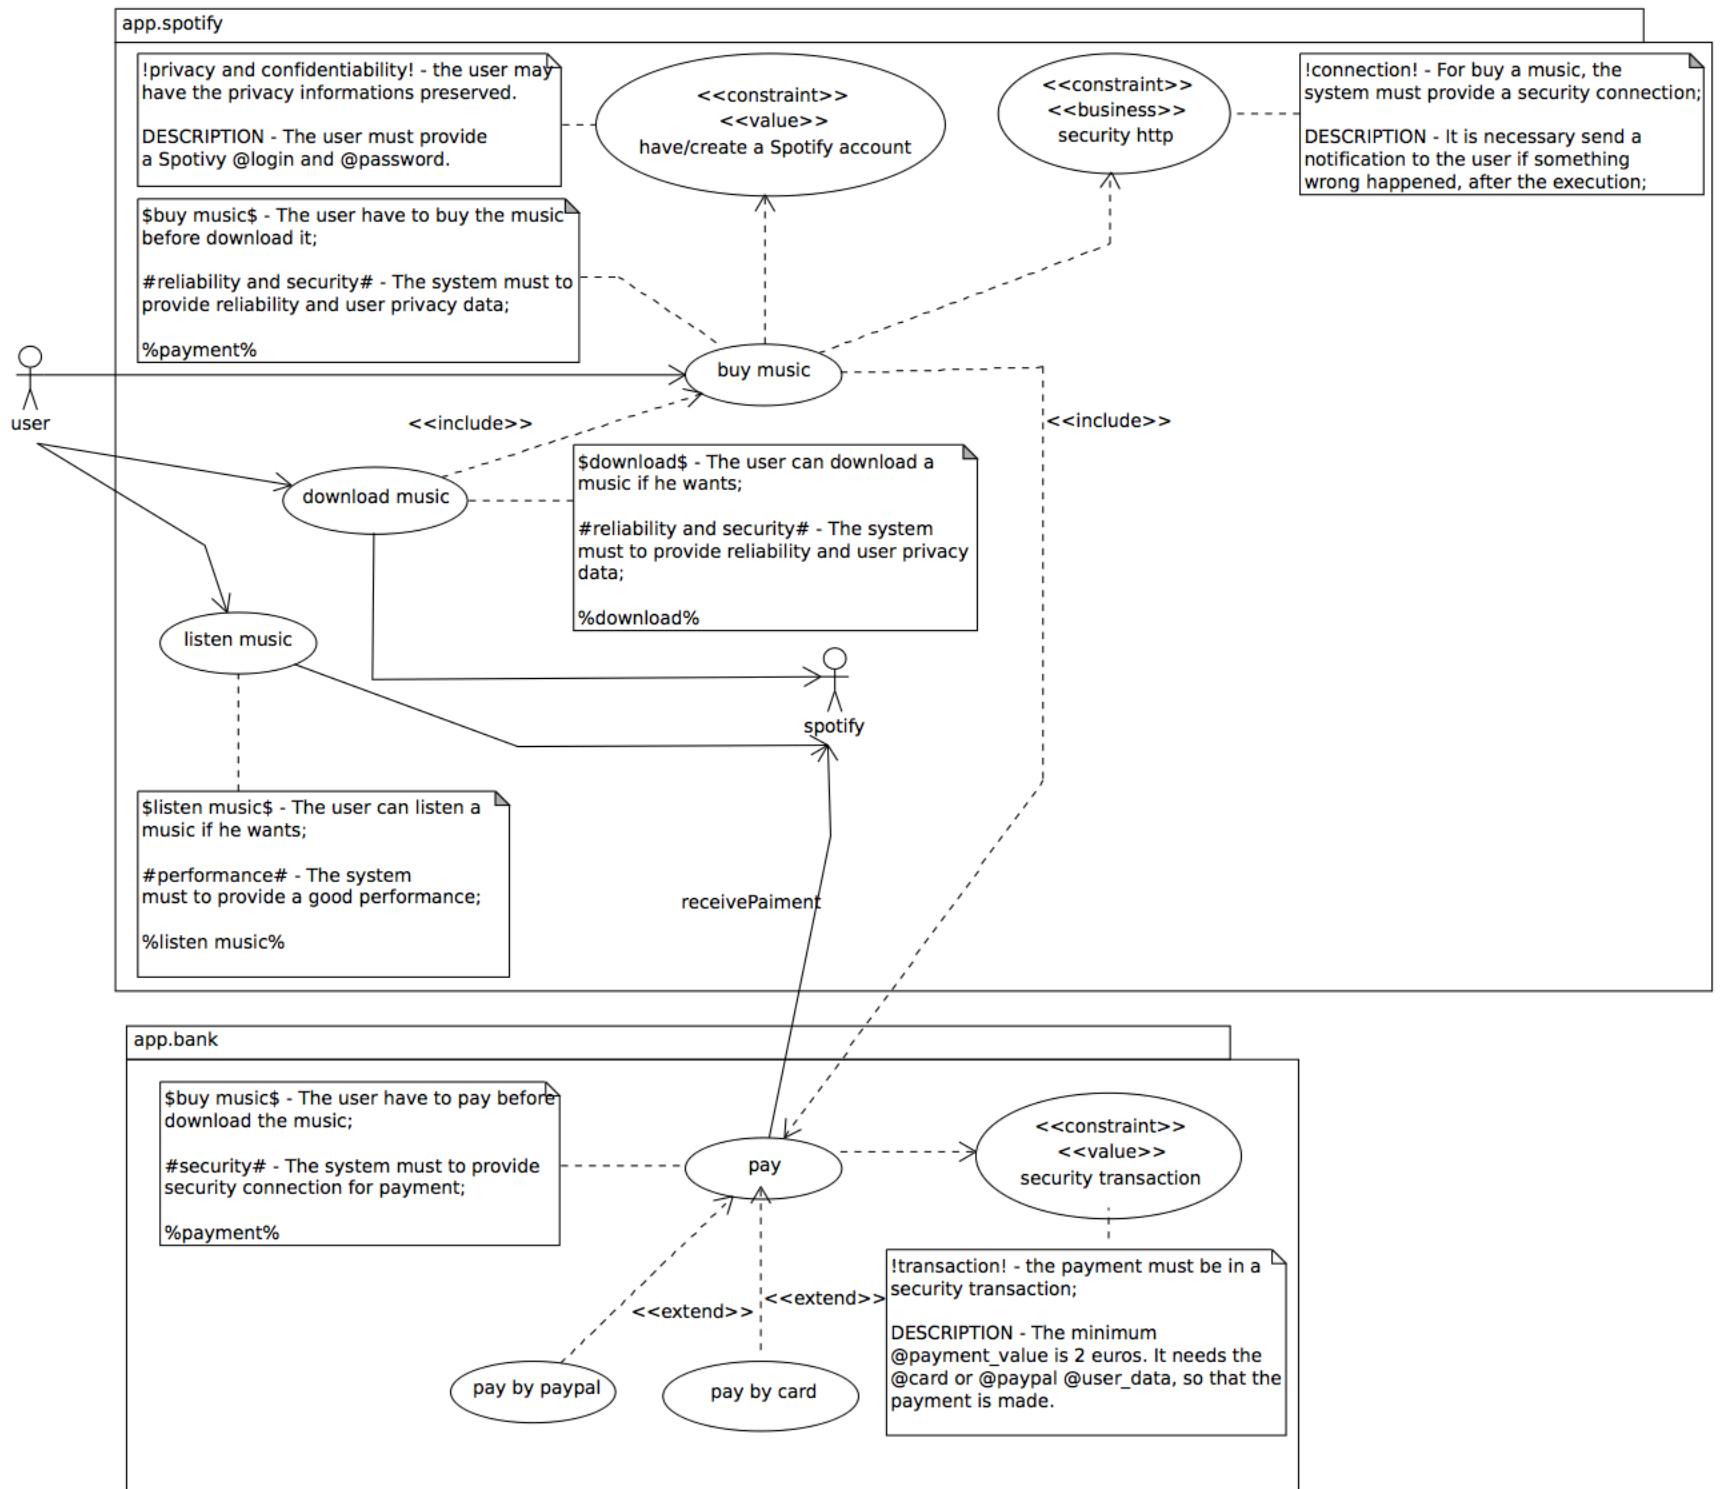 app.spotify
!privacy and confidentiability! - the user may
have the privacy informations preserved.
DESCRIPTION - The user must provide
a Spotivy @login and @password.
<<constraint>>
<<value>>
have/create a Spotify account
<<constraint>>
<<business>>
security http
!connection! - For buy a music, the
system must provide a security connection;
DESCRIPTION - It is necessary send a
notification to the user if something
wrong happened, after the execution;
$buy music$ - The user have to buy the music
before download it;
#reliability and security# - The system must to
provide reliability and user privacy data;
%payment%
user
buy music
<<include>>
<<include>>
download music
$download$ - The user can download a
music if he wants;
#reliability and security# - The system
must to provide reliability and user privacy
data;
%download%
listen music
spotify
$listen music$ - The user can listen a
music if he wants;
#performance# - The system
must to provide a good performance;
%listen music%
receivePaiment
app.bank
$buy music$ - The user have to pay before
download the music;
#security# - The system must to provide
security connection for payment;
%payment%
pay
<<constraint>>
<<value>>
security transaction
<<extend>>
<<extend>>
!transaction! - the payment must be in a
security transaction;
DESCRIPTION - The minimum
@payment_value is 2 euros. It needs the
@card or @paypal @user_data, so that the
payment is made.
pay by paypal
pay by card